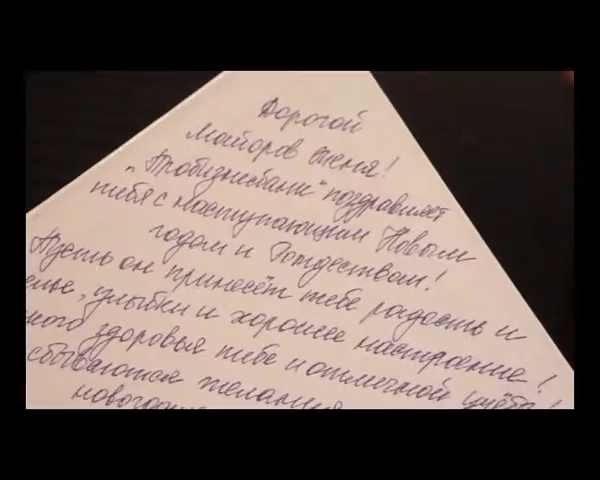 Дорогой
Майоров Женя!
„Пробизнесбанк" поздравляет
тебя с наступающим Новым
годом и Рождеством!
Пусть он принесёт тебе радость и
улыбки и хорошее настроение!
здоровья тебе и отличной учёбы!
сбываются желания